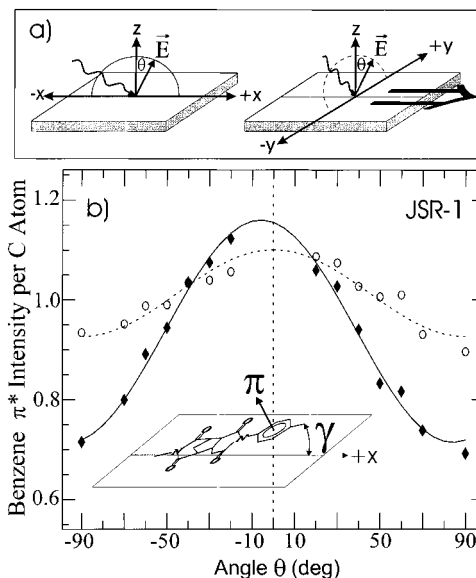 a)
z
E
θ
-x
+x
z
E
θ
+y
-y
b)
JSR-1
Benzene π* Intensity per C Atom
1.2
1.0
0.8
0.6
π
γ
+x
-90
-50
-10
10
50
90
Angle θ (deg)